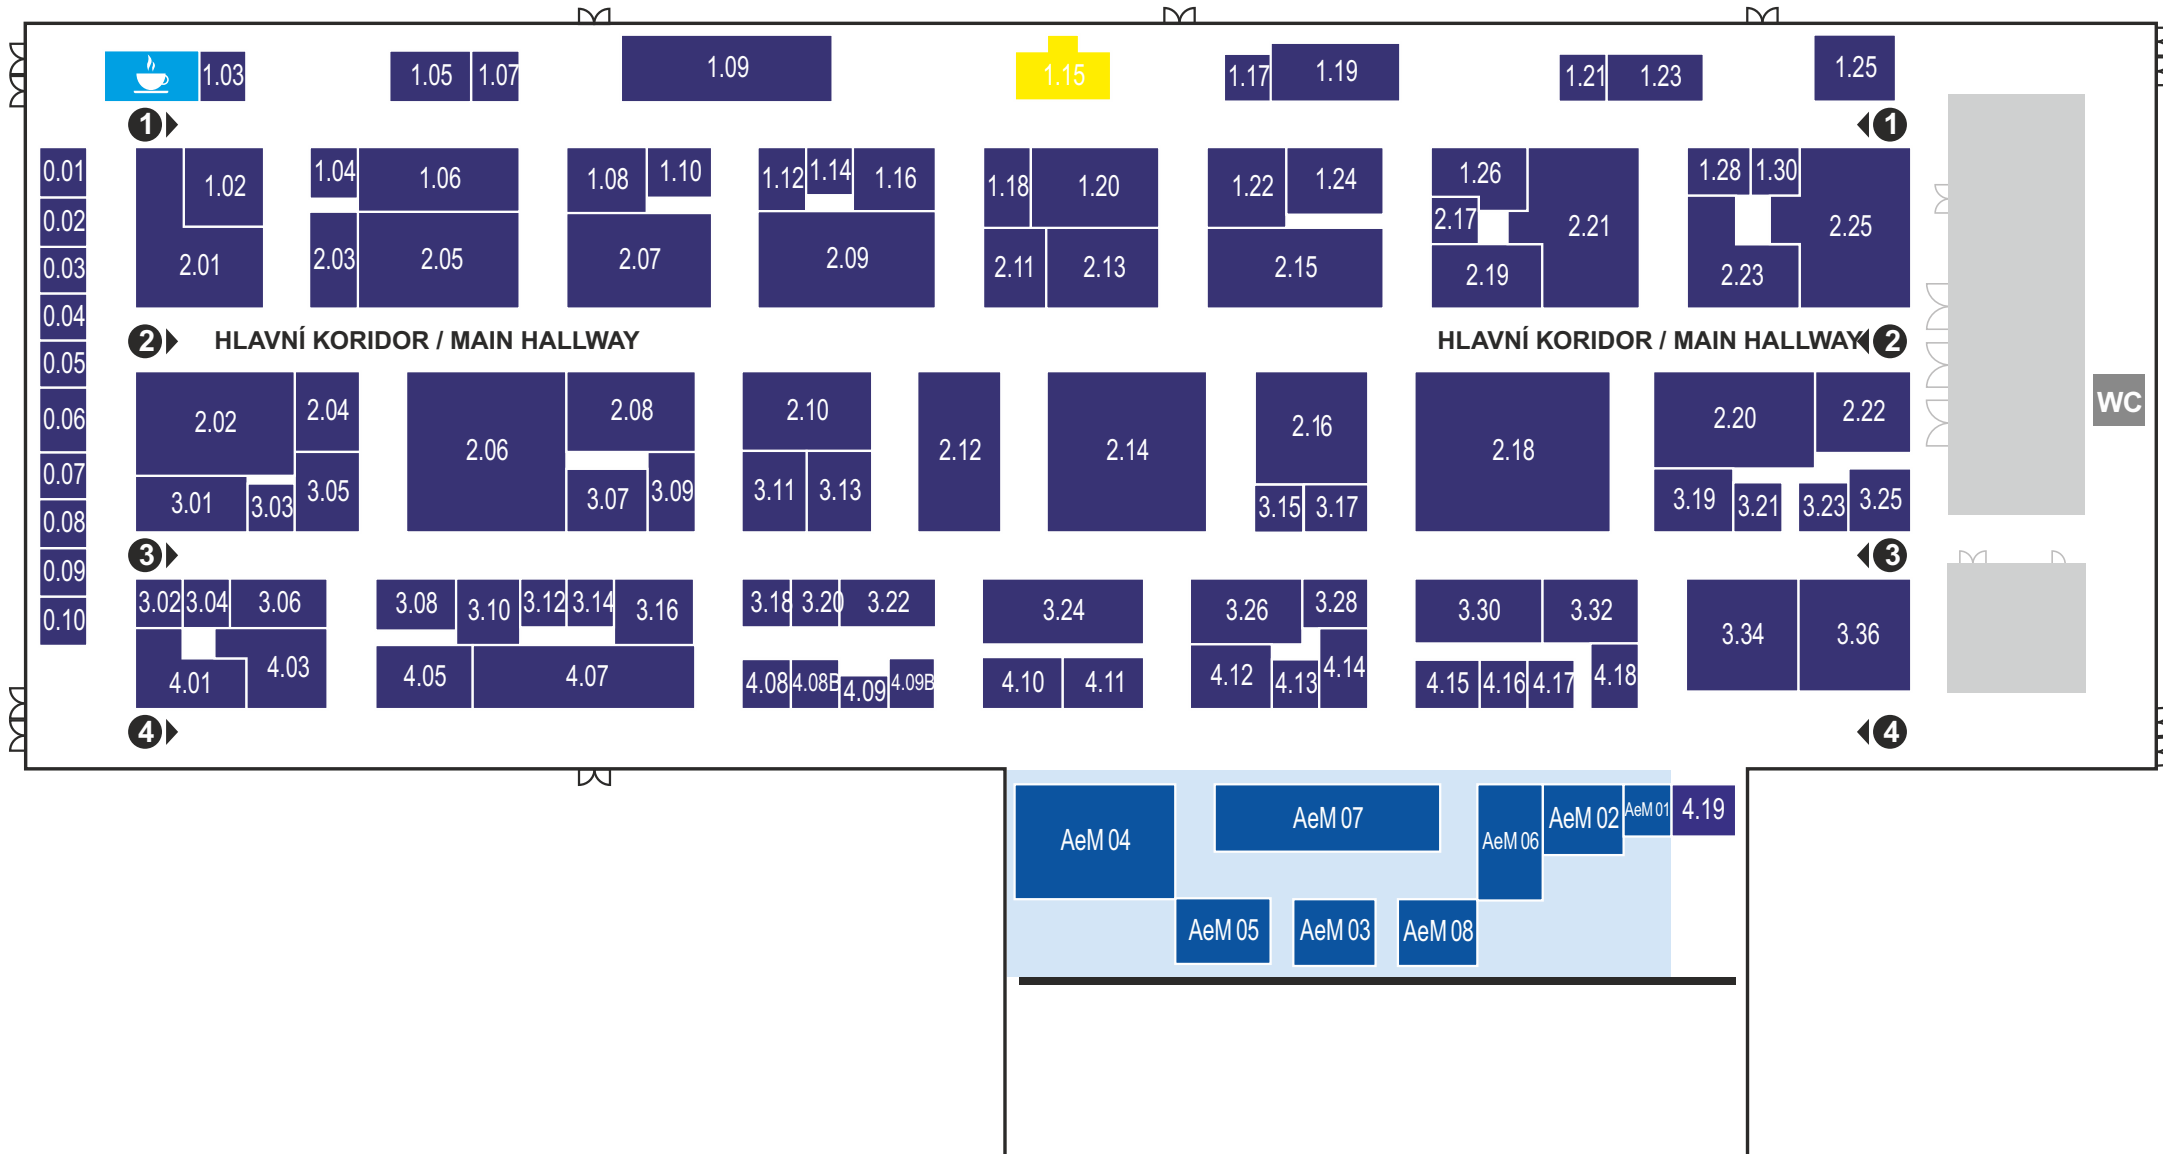 1.03 1.05 1.07 1.09 1.15 1.17 1.19 1.21 1.23 1.25
1 1
0.01 1.02 1.04 1.06 1.08 1.10 1.12 1.14 1.16 1.18 1.20 1.22 1.24 1.26 1.28 1.30
0.02 2.17 2.21 2.25
0.03 2.01 2.03 2.05 2.07 2.09 2.11 2.13 2.15 2.19 2.23
0.04
2 HLAVNÍ KORIDOR / MAIN HALLWAY HLAVNÍ KORIDOR / MAIN HALLWAY 2
0.05
0.06 2.02 2.04 2.08 2.10 2.16 2.20 2.22 WC
2.06 2.12 2.14 2.18
0.07 3.01 3.03 3.05 3.07 3.09 3.11 3.13 3.15 3.17 3.19 3.21 3.23 3.25
0.08
3 3
0.09
3.02 3.04 3.06 3.08 3.10 3.12 3.14 3.16 3.18 3.20 3.22 3.24 3.26 3.28 3.30 3.32
0.10 3.34 3.36
4.01 4.03 4.05 4.07 4.08 4.08B 4.09 4.09B 4.10 4.11 4.12 4.13 4.14 4.15 4.16 4.17 4.18
4 4
AeM 04 AeM 07 AeM 06 AeM 02 AeM 01 4.19
AeM 05 AeM 03 AeM 08